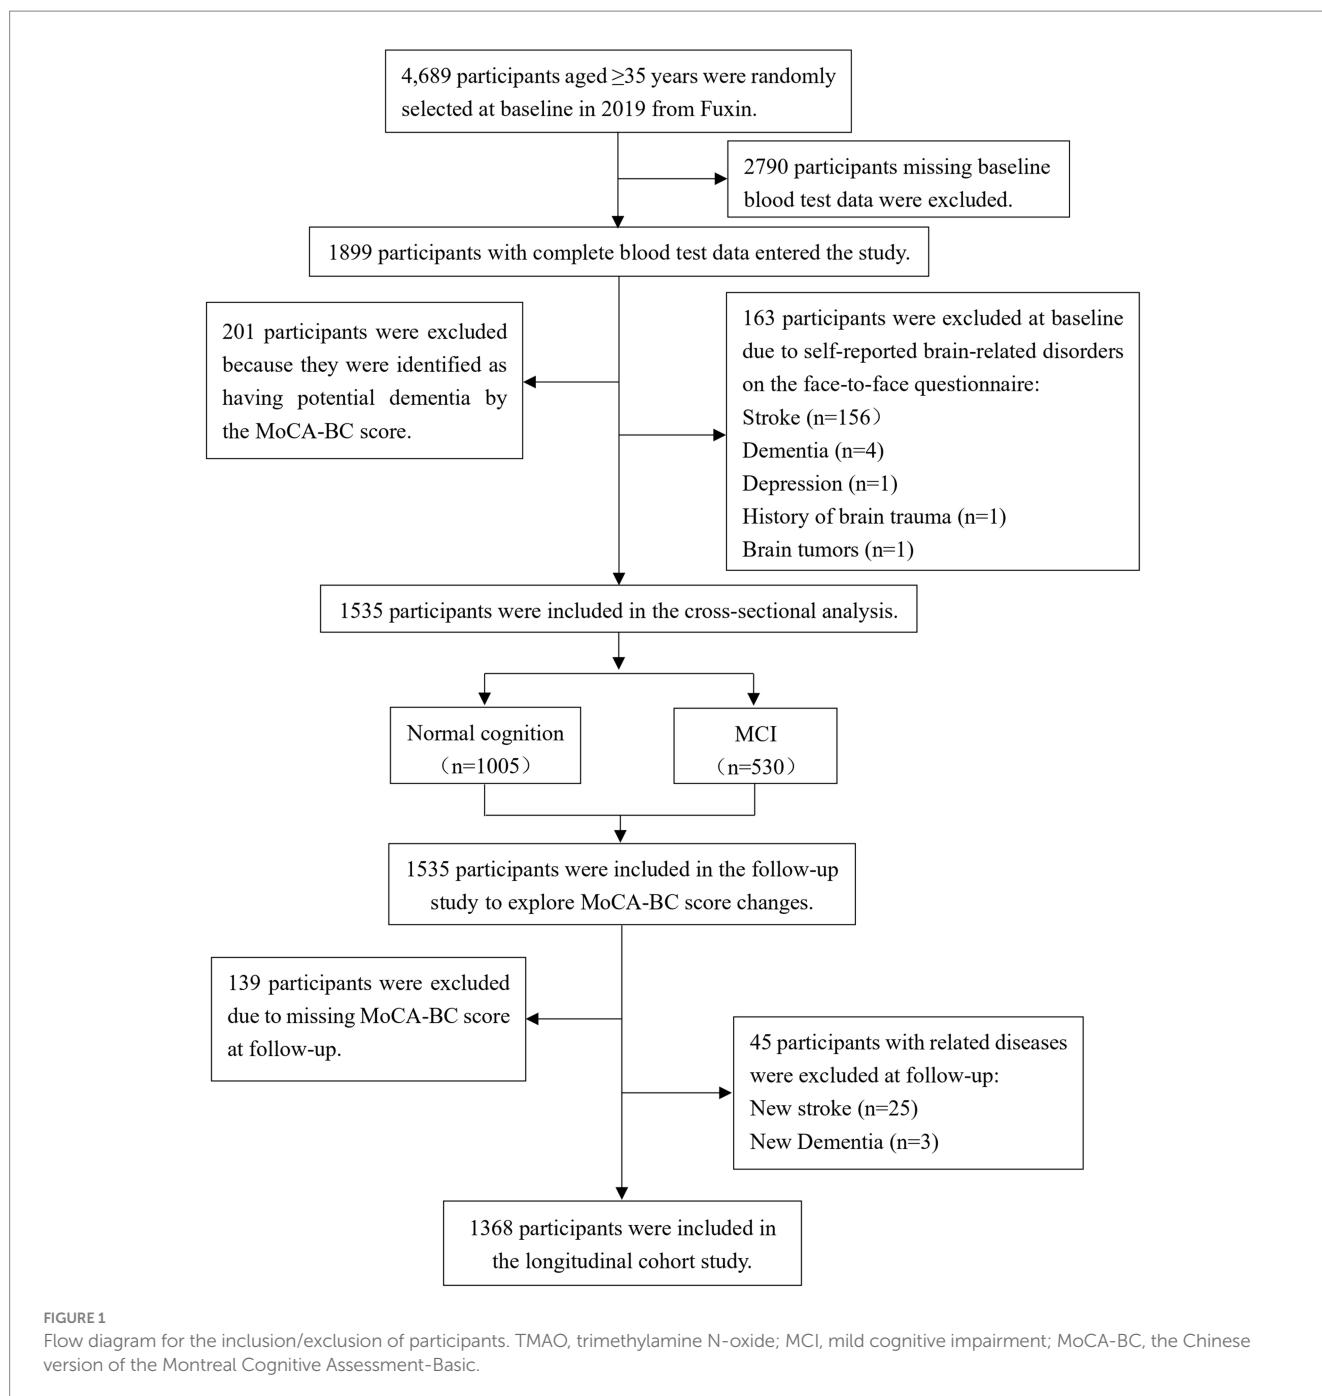 4,689 participants aged ≥35 years were randomly
selected at baseline in 2019 from Fuxin.
2790 participants missing baseline
blood test data were excluded.
1899 participants with complete blood test data entered the study.
201 participants were excluded
because they were identified as
having potential dementia by
the MoCA-BC score.
163 participants were excluded at baseline
due to self-reported brain-related disorders
on the face-to-face questionnaire:
Stroke (n=156）
Dementia (n=4)
Depression (n=1)
History of brain trauma (n=1)
Brain tumors (n=1)
1535 participants were included in the cross-sectional analysis.
Normal cognition
（n=1005）
MCI
（n=530）
1535 participants were included in the follow-up
study to explore MoCA-BC score changes.
139 participants were excluded
due to missing MoCA-BC score
at follow-up.
45 participants with related diseases
were excluded at follow-up:
New stroke (n=25)
New Dementia (n=3)
1368 participants were included in
the longitudinal cohort study.
FIGURE 1
Flow diagram for the inclusion/exclusion of participants. TMAO, trimethylamine N-oxide; MCI, mild cognitive impairment; MoCA-BC, the Chinese
version of the Montreal Cognitive Assessment-Basic.